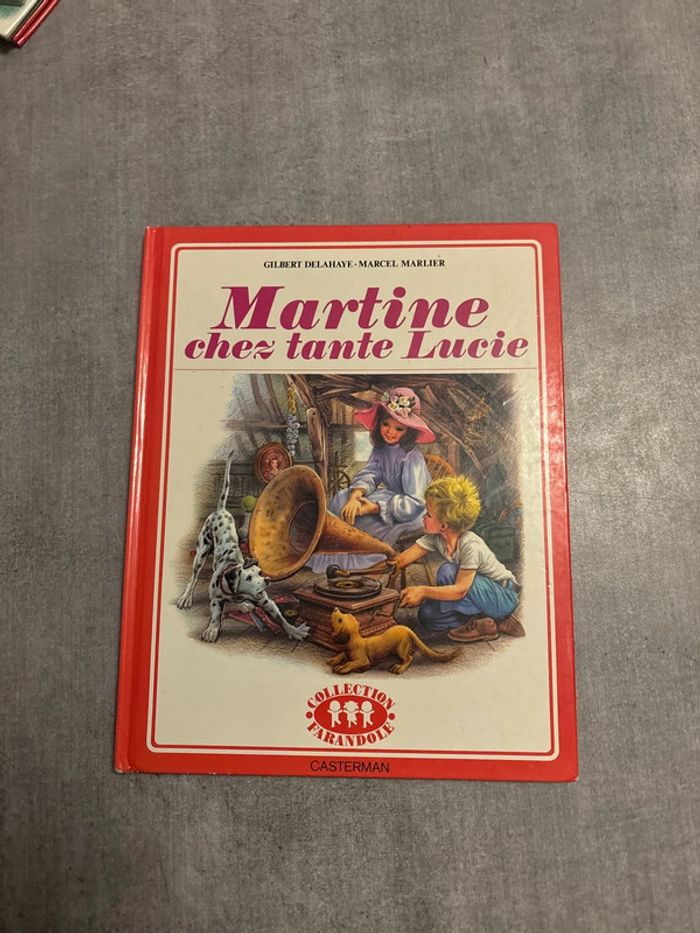 GILBERT DELAHAYE-MARCEL MARLIER
Martine
chez tante Lucie
COLLECTION
FARANDOLE
CASTERMAN